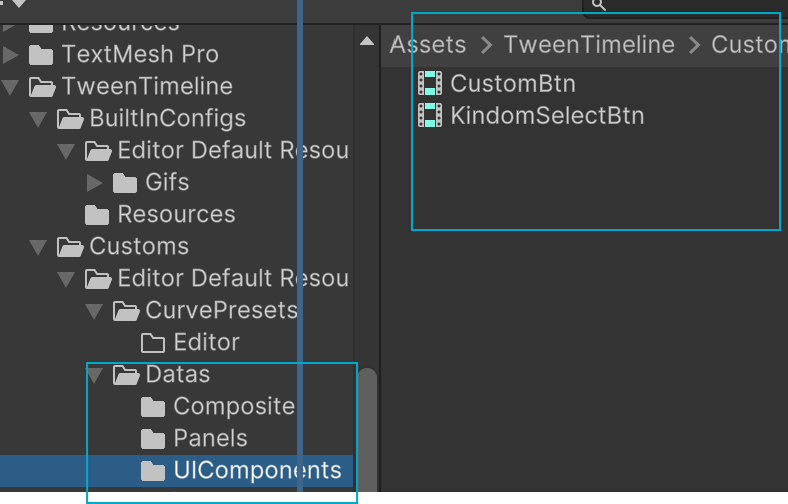 Resources
TextMesh Pro
TweenTimeline
BuiltInConfigs
Editor Default Resou
Gifs
Resources
Customs
Editor Default Resou
CurvePresets
Editor
Datas
Composite
Panels
UIComponents
Assets > TweenTimeline > Custom
CustomBtn
KindomSelectBtn